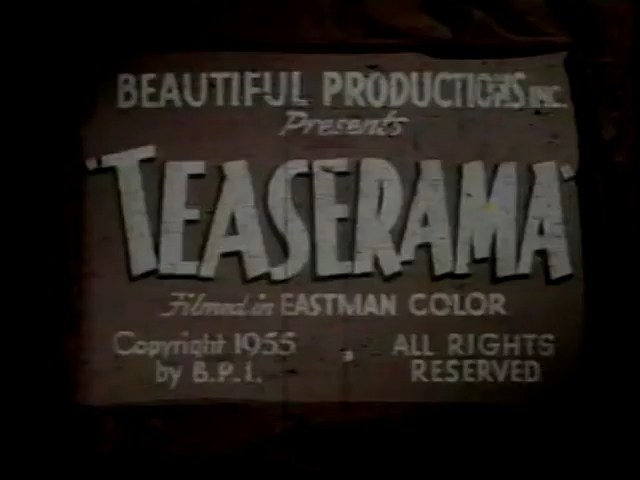 BEAUTIFUL PRODUCTIONS INC.
Presents
"TEASERAMA"
Filmed in EASTMAN COLOR
Copyright 1955
by B.P.I.
ALL RIGHTS
RESERVED